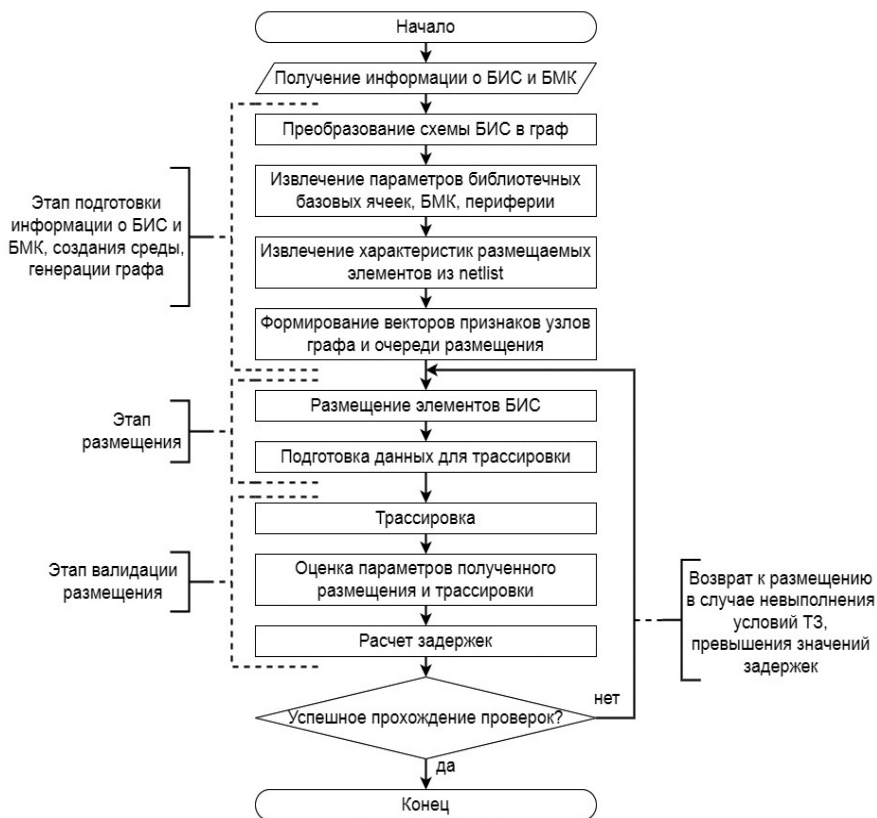 Начало
Получение информации о БИС и БМК
Преобразование схемы БИС в граф
Извлечение параметров библиотечных
базовых ячеек, БМК, периферии
Извлечение характеристик размещаемых
элементов из netlist
Формирование векторов признаков узлов
графа и очереди размещения
Этап подготовки
информации о БИС и
БМК, создания среды,
генерации графа
Размещение элементов БИС
Подготовка данных для трассировки
Этап
размещения
Трассировка
Оценка параметров полученного
размещения и трассировки
Расчет задержек
Этап валидации
размещения
Возврат к размещению
в случае невыполнения
условий ТЗ,
превышения значений
задержек
Успешное прохождение проверок?
нет
да
Конец